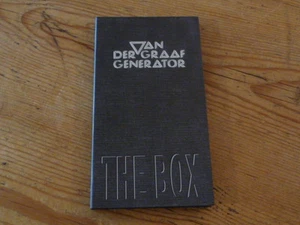 VAN
DER GRAAF
GENERATOR
THE BOX